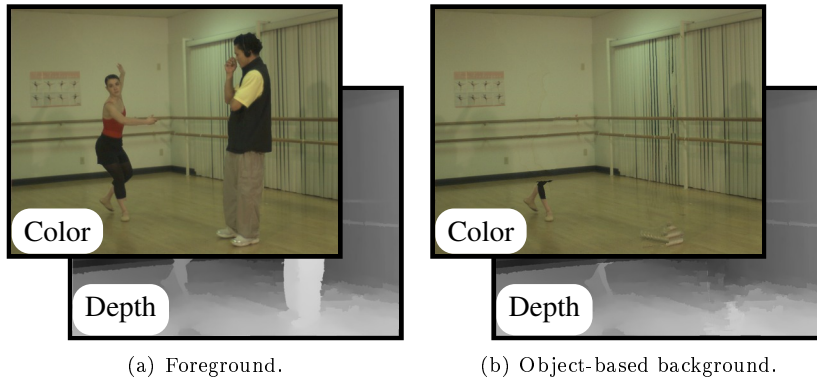 Color
Depth
(a) Foreground.
Color
Depth
(b) Object-based background.